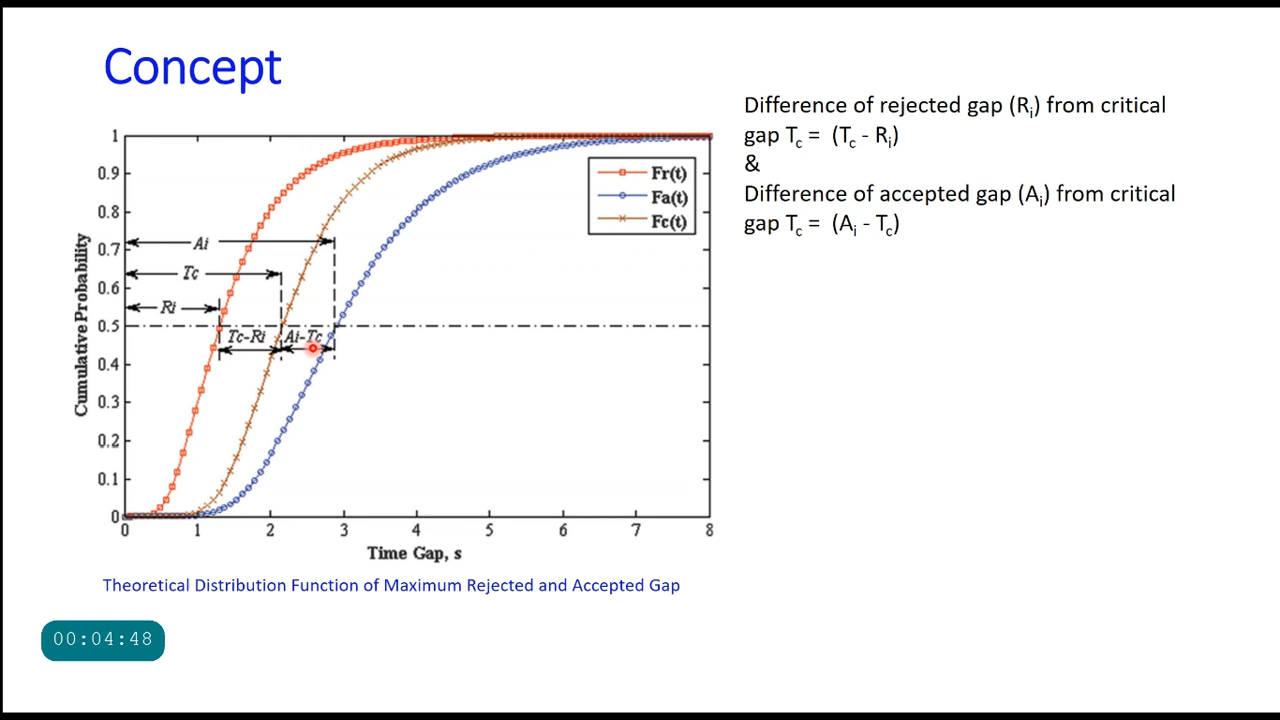 Concept
Difference of rejected gap (Ri) from critical
gap Tc = (Tc - Ri)
&
Difference of accepted gap (Ai) from critical
gap Tc = (Ai - Tc)
Cumulative Probability
1
0.9
0.8
0.7
0.6
0.5
0.4
0.3
0.2
0.1
0
Fr(t)
Fa(t)
Fc(t)
Ai
Tc
Ri
Tc-Ri
Ai-Tc
0 1 2 3 4 5 6 7 8
Time Gap, s
Theoretical Distribution Function of Maximum Rejected and Accepted Gap
00:04:48